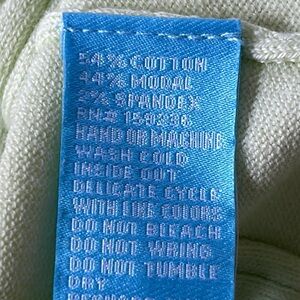 54% COTTON
44% MODAL
2% SPANDEX
RN# 159236
HAND OR MACHINE
WASH COLD
INSIDE OUT
DELICATE CYCLE
WITH LIKE COLORS
DO NOT BLEACH
DO NOT WRING
DO NOT TUMBLE
DRY